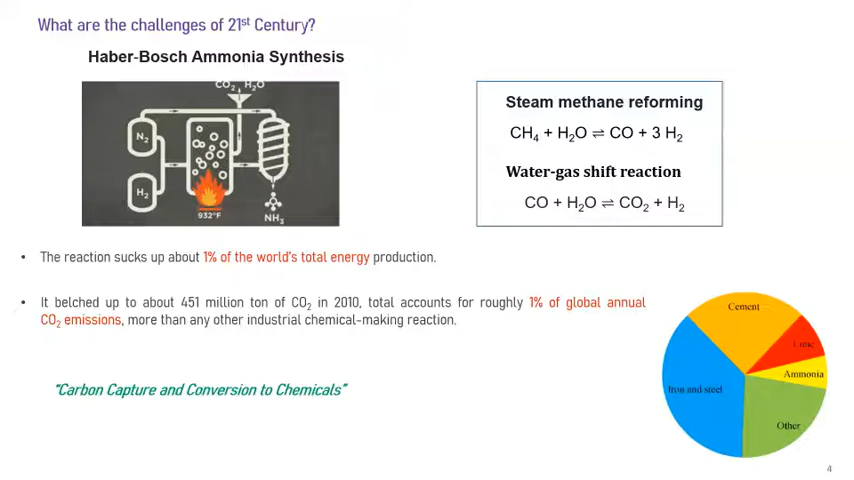 What are the challenges of 21st Century?
Haber-Bosch Ammonia Synthesis
CO2 H2O
N2
H2
932°F
NH3
Steam methane reforming
CH4 + H2O ⇌ CO + 3 H2
Water-gas shift reaction
CO + H2O ⇌ CO2 + H2
• The reaction sucks up about 1% of the world's total energy production.
• It belched up to about 451 million ton of CO2 in 2010, total accounts for roughly 1% of global annual
CO2 emissions, more than any other industrial chemical-making reaction.
"Carbon Capture and Conversion to Chemicals"
Cement
Ammonia
Iron and steel
Other
4